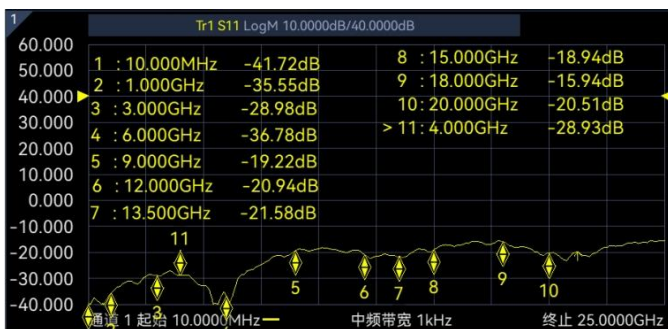 1
Tr1 S11 LogM 10.0000dB/40.0000dB
60.000
50.000
40.000
30.000
20.000
10.000
0.000
-10.000
-20.000
-30.000
-40.000
1 : 10.000MHz -41.72dB
2 : 1.000GHz -35.55dB
3 : 3.000GHz -28.98dB
4 : 6.000GHz -36.78dB
5 : 9.000GHz -19.22dB
6 : 12.000GHz -20.94dB
7 : 13.500GHz -21.58dB
8 : 15.000GHz -18.94dB
9 : 18.000GHz -15.94dB
10: 20.000GHz -20.51dB
> 11: 4.000GHz -28.93dB
11
3
5
6
7
8
9
10
通道 1 起始 10.0000MHz
中频带宽 1kHz
终止 25.0000GHz